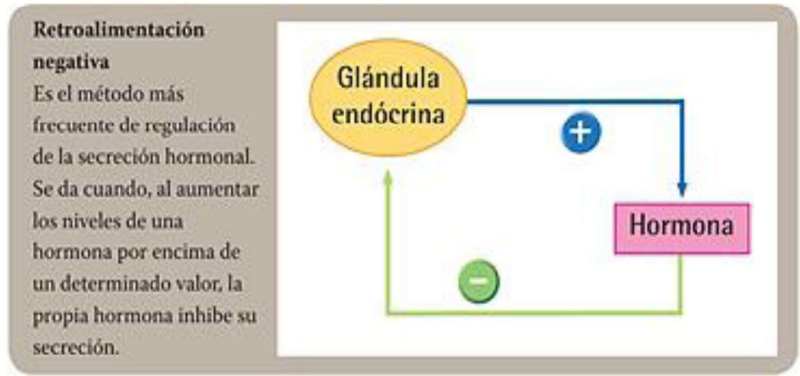 Retroalimentación
negativa
Es el método más
frecuente de regulación
de la secreción hormonal.
Se da cuando, al aumentar
los niveles de una
hormona por encima de
un determinado valor, la
propia hormona inhibe su
secreción.
Glándula
endócrina
+
Hormona
−